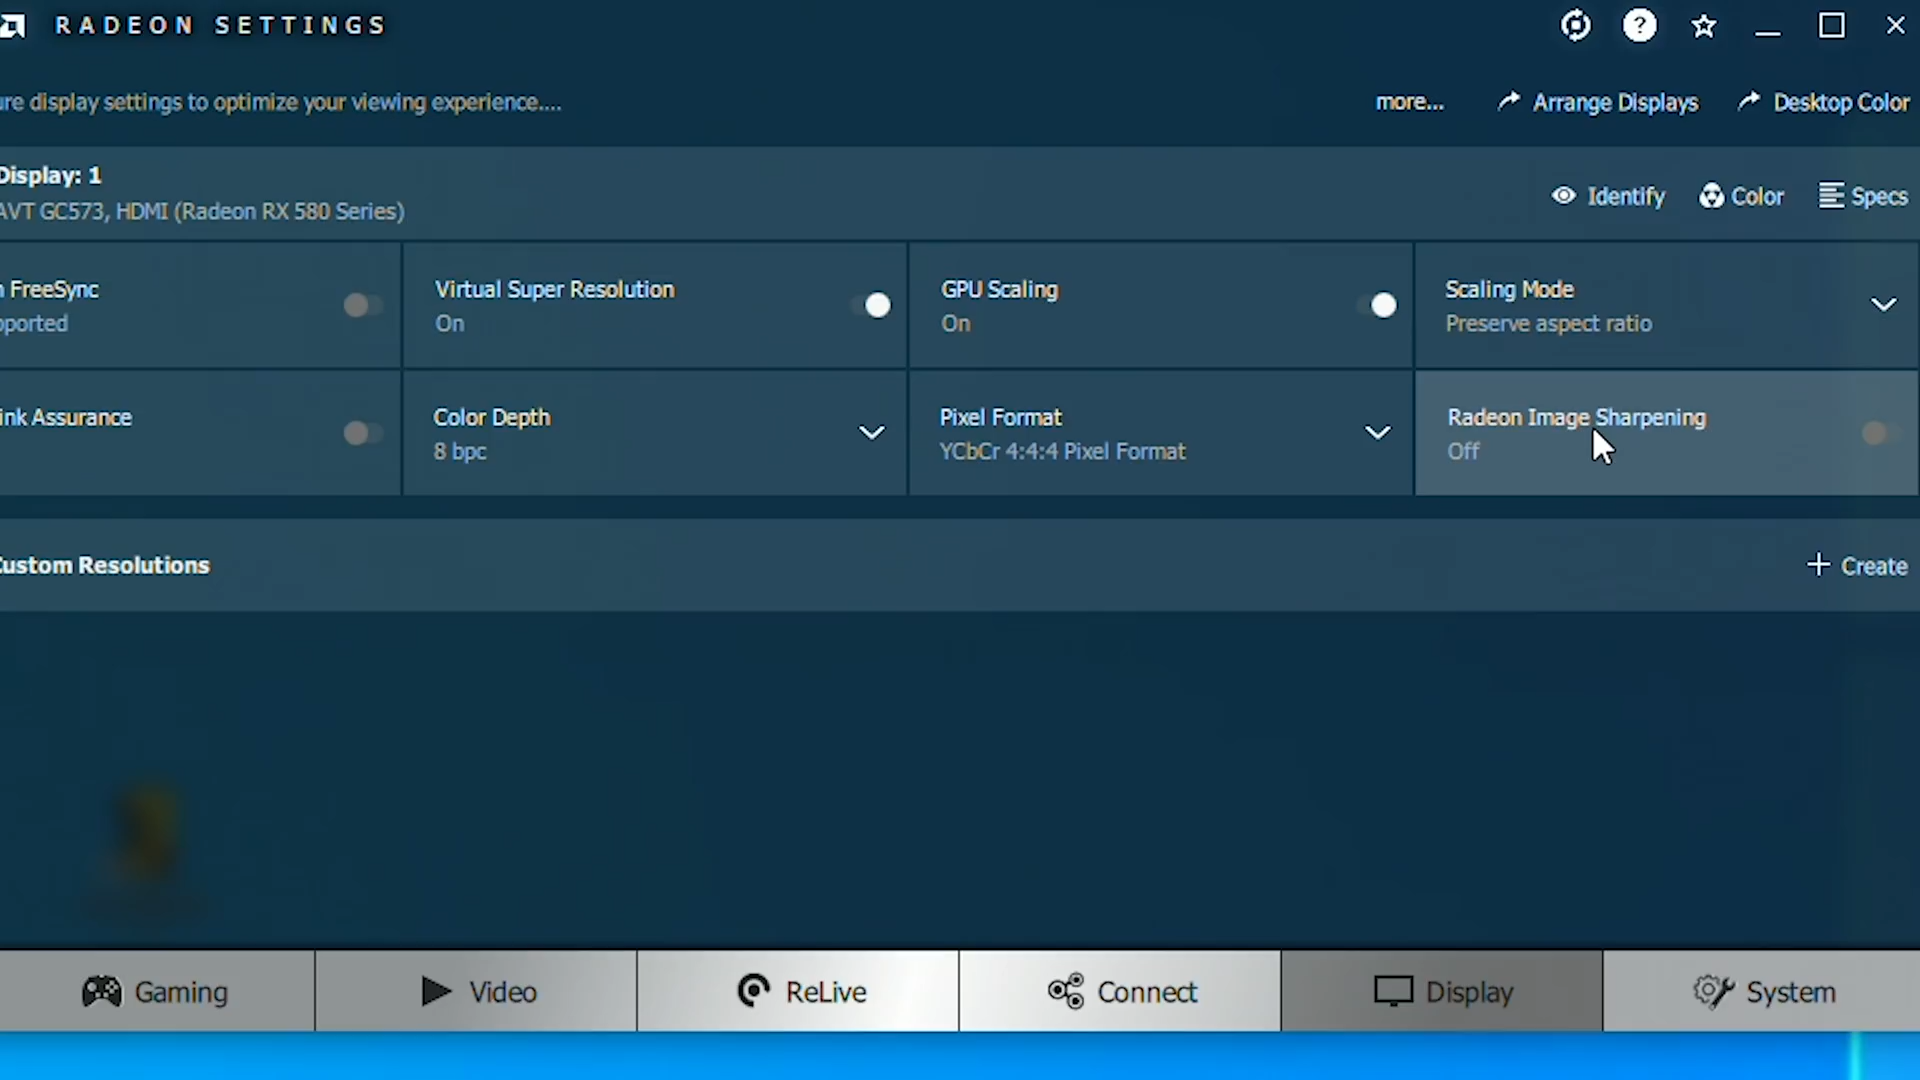 RADEON SETTINGS
display settings to optimize your viewing experience....
more...
Arrange Displays
Desktop Color
Display: 1
AVT GC573, HDMI (Radeon RX 580 Series)
Identify
Color
Specs
FreeSync
Virtual Super Resolution
On
GPU Scaling
On
Scaling Mode
Preserve aspect ratio
Assurance
Color Depth
8 bpc
Pixel Format
YCbCr 4:4:4 Pixel Format
Radeon Image Sharpening
Off
Custom Resolutions
Create
Gaming
Video
ReLive
Connect
Display
System